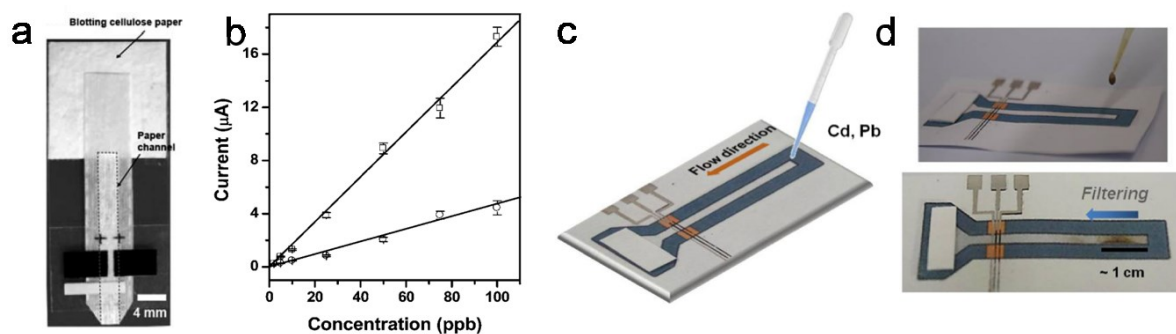 a
Blotting cellulose paper
Paper
channel
4 mm
b
Current (μA)
16
12
8
4
0
0 20 40 60 80 100
Concentration (ppb)
c
Flow direction
Cd, Pb
d
Filtering
~ 1 cm